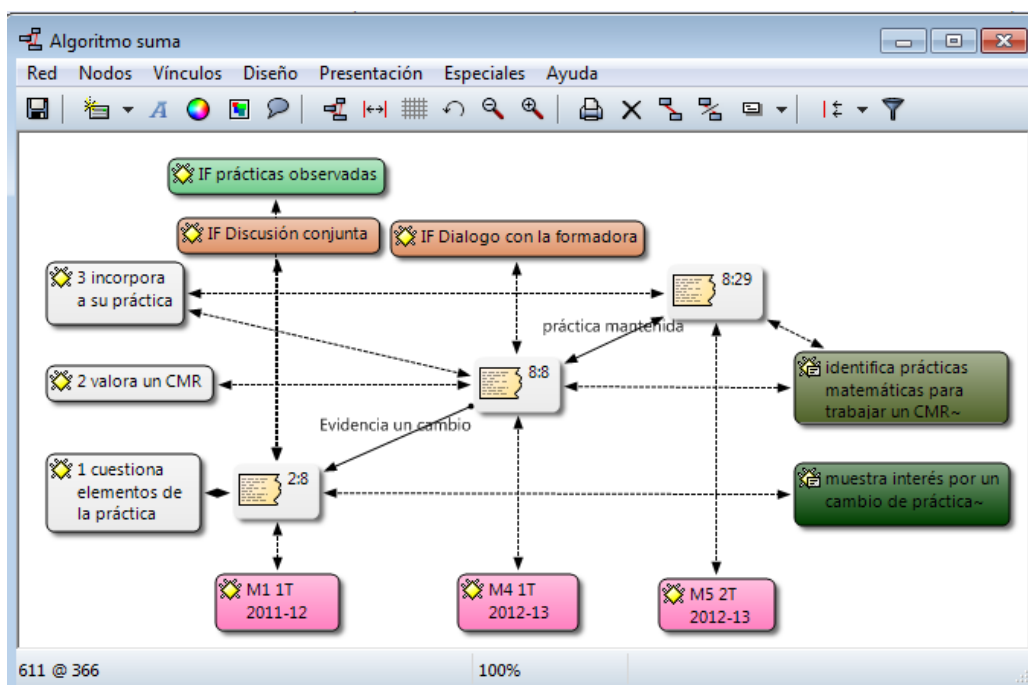 Algoritmo suma
Red Nodos Vínculos Diseño Presentación Especiales Ayuda
A
IF prácticas observadas
IF Discusión conjunta
IF Dialogo con la formadora
3 incorpora
a su práctica
8:29
práctica mantenida
2 valora un CMR
8:8
identifica prácticas
matemáticas para
trabajar un CMR~
Evidencia un cambio
1 cuestiona
elementos de
la práctica
2:8
muestra interés por un
cambio de práctica~
M1 1T
2011-12
M4 1T
2012-13
M5 2T
2012-13
611 @ 366
100%